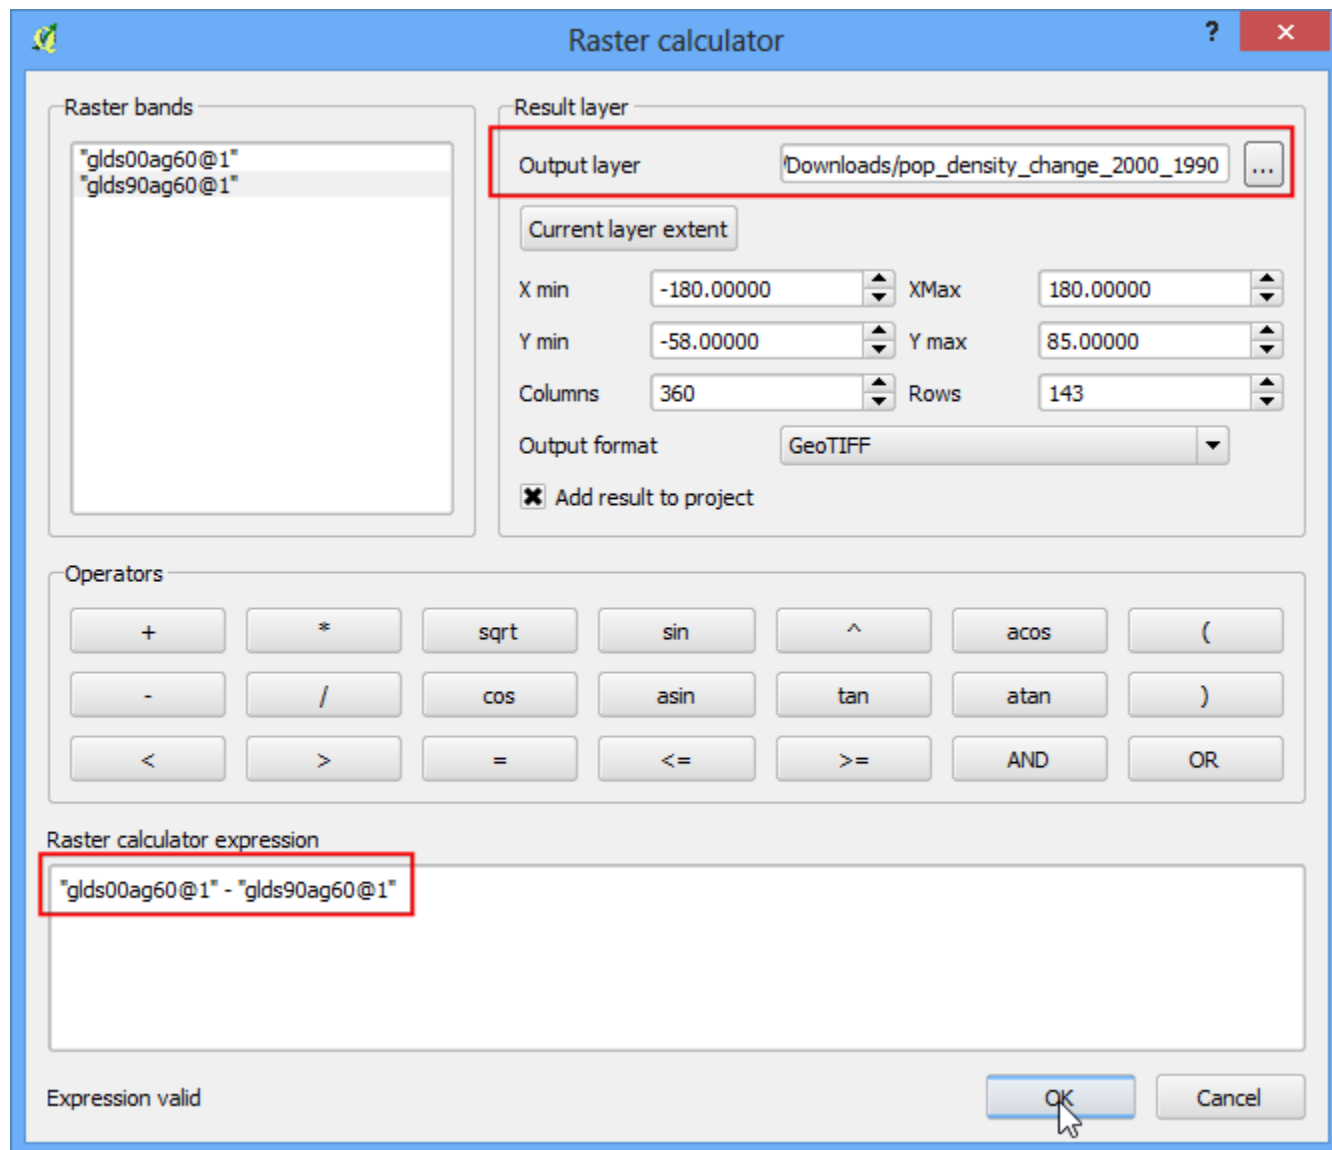 Raster calculator
?
Raster bands
"glds00ag60@1"
"glds90ag60@1"
Result layer
Output layer /Downloads/pop_density_change_2000_1990 ...
Current layer extent
X min -180.00000 XMax 180.00000
Y min -58.00000 Y max 85.00000
Columns 360 Rows 143
Output format GeoTIFF
Add result to project
Operators
+ * sqrt sin ^ acos (
- / cos asin tan atan )
< > = <= >= AND OR
Raster calculator expression
"glds00ag60@1" - "glds90ag60@1"
Expression valid OK Cancel